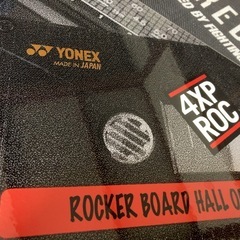 YONEX
MADE IN JAPAN
4XP
ROC
ROCKER BOARD HALL O